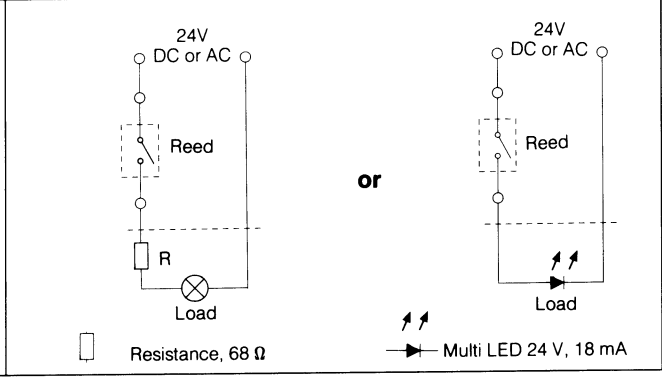 24V
DC or AC
Reed
R
Load
Resistance, 68 Ω
or
24V
DC or AC
Reed
Load
Multi LED 24 V, 18 mA